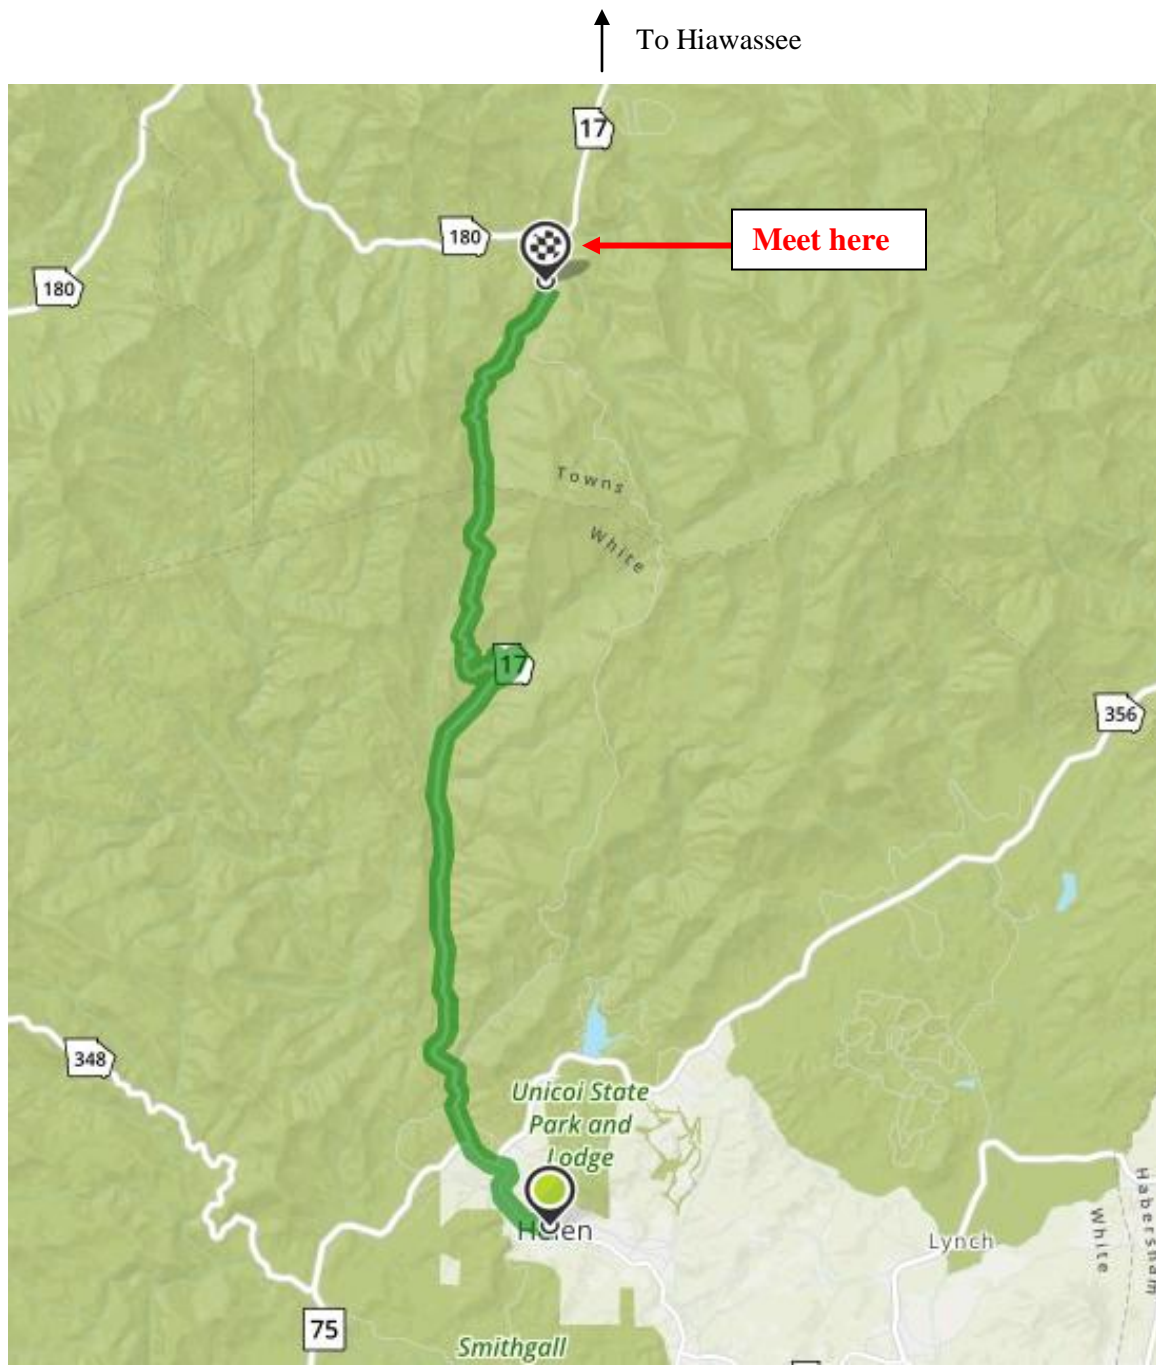 To Hiawassee
17
180
Meet here
180
Towns
White
17
356
348
Unicoi State
Park and
Lodge
Helen
Lynch
White
Habersham
75
Smithgall